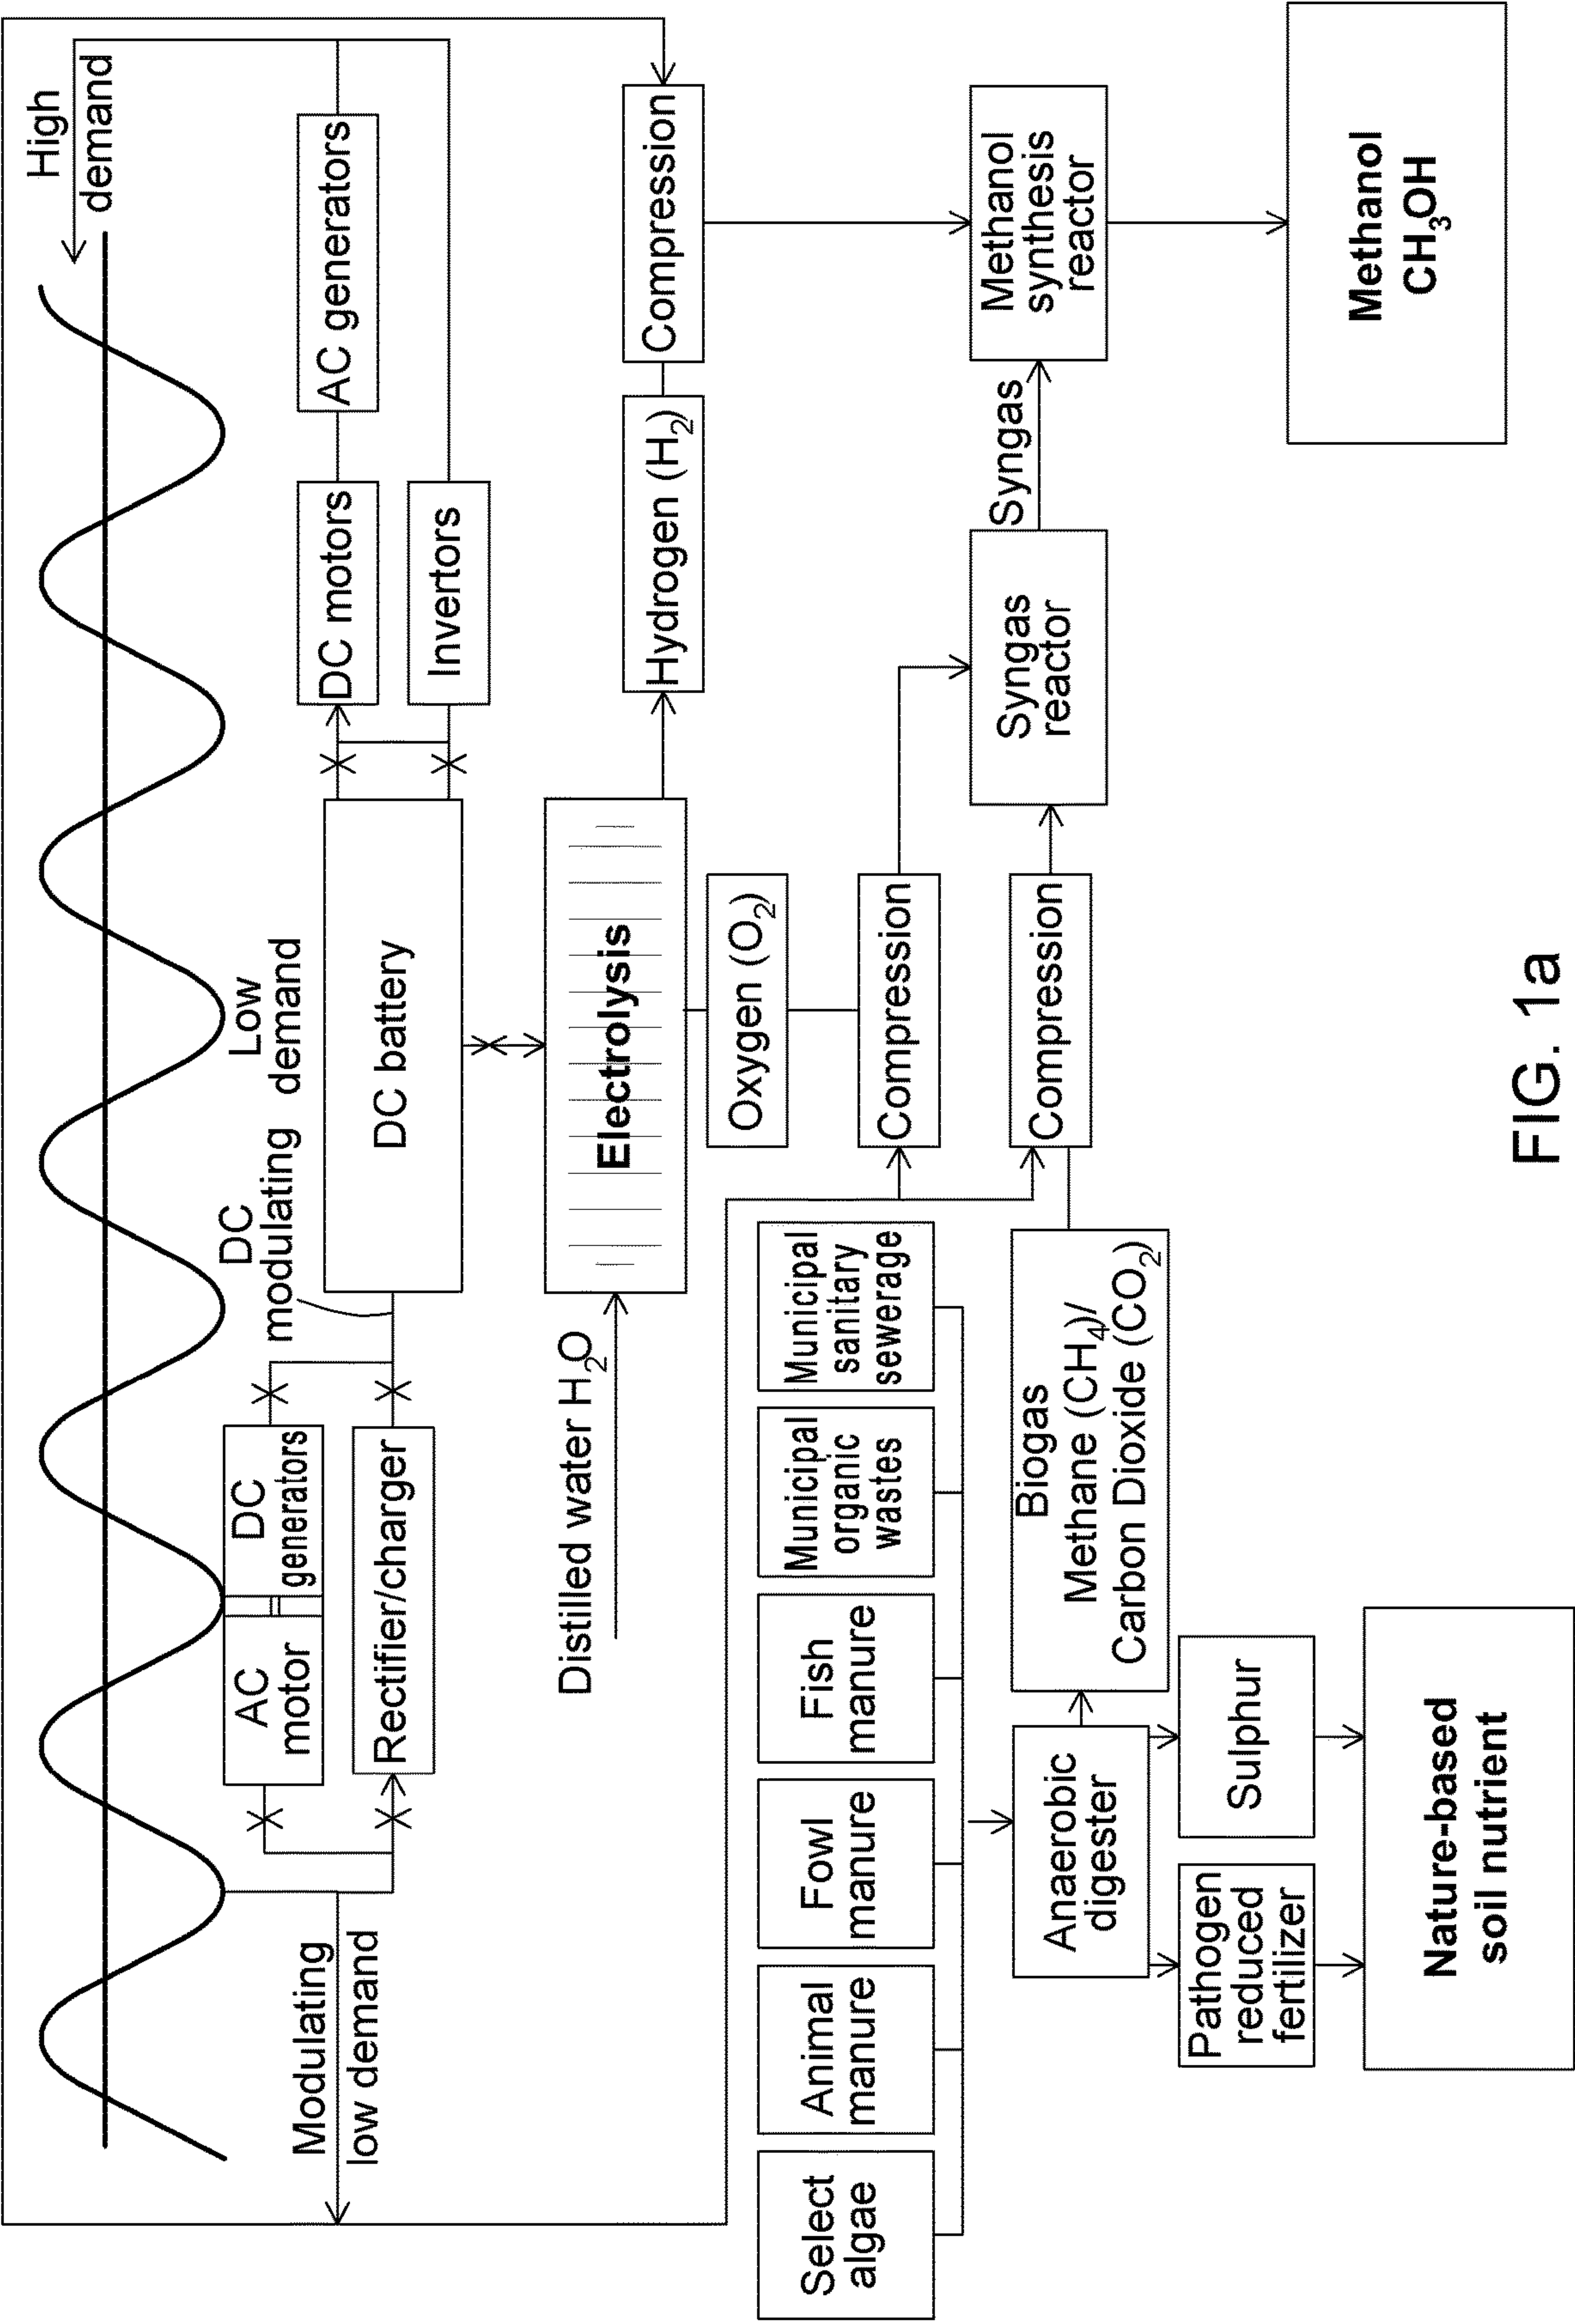 High
demand
Low
demand
DC
modulating
Modulating
low demand
AC
motor
DC
generators
Rectifier/charger
DC battery
DC motors
AC generators
Invertors
Distilled water H₂O
Electrolysis
Hydrogen (H₂)
Compression
Oxygen (O₂)
Compression
Compression
Select
algae
Animal
manure
Fowl
manure
Fish
manure
Municipal
organic
wastes
Municipal
sanitary
sewerage
Anaerobic
digester
Biogas
Methane (CH₄)/
Carbon Dioxide (CO₂)
Syngas
reactor
Syngas
Methanol
synthesis
reactor
Pathogen
reduced
fertilizer
Sulphur
Nature-based
soil nutrient
Methanol
CH₃OH
FIG. 1a